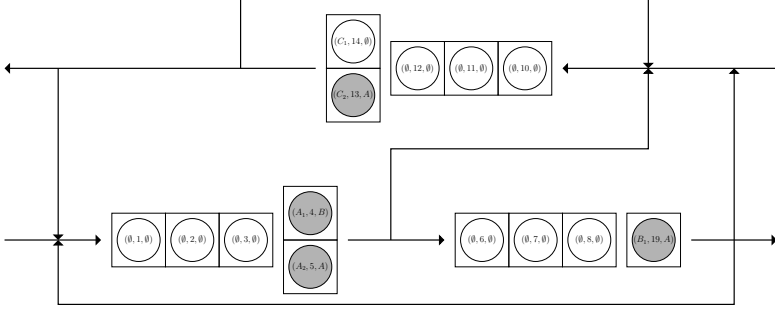 (C₁, 14, ∅)
(∅, 12, ∅) (∅, 11, ∅) (∅, 10, ∅)
(C₂, 13, A)
(A₁, 4, B)
(∅, 1, ∅) (∅, 2, ∅) (∅, 3, ∅) (∅, 6, ∅) (∅, 7, ∅) (∅, 8, ∅) (B₁, 19, A)
(A₂, 5, A)